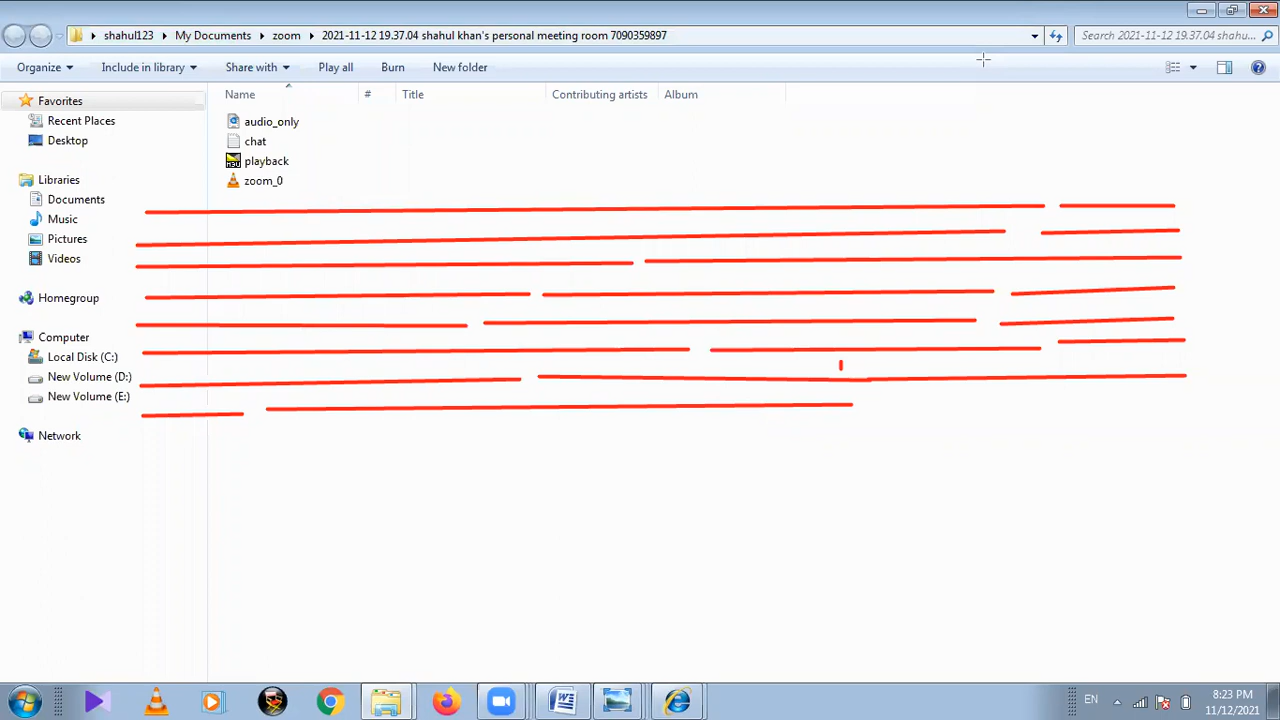 shahul123 My Documents zoom 2021-11-12 19.37.04 shahul khan's personal meeting room 7090359897
Search 2021-11-12 19.37.04 shahu...
Organize Include in library Share with Play all Burn New folder
Favorites
Recent Places
Desktop
Libraries
Documents
Music
Pictures
Videos
Homegroup
Computer
Local Disk (C:)
New Volume (D:)
New Volume (E:)
Network
Name # Title Contributing artists Album
audio_only
chat
playback
zoom_0
EN
8:23 PM
11/12/2021